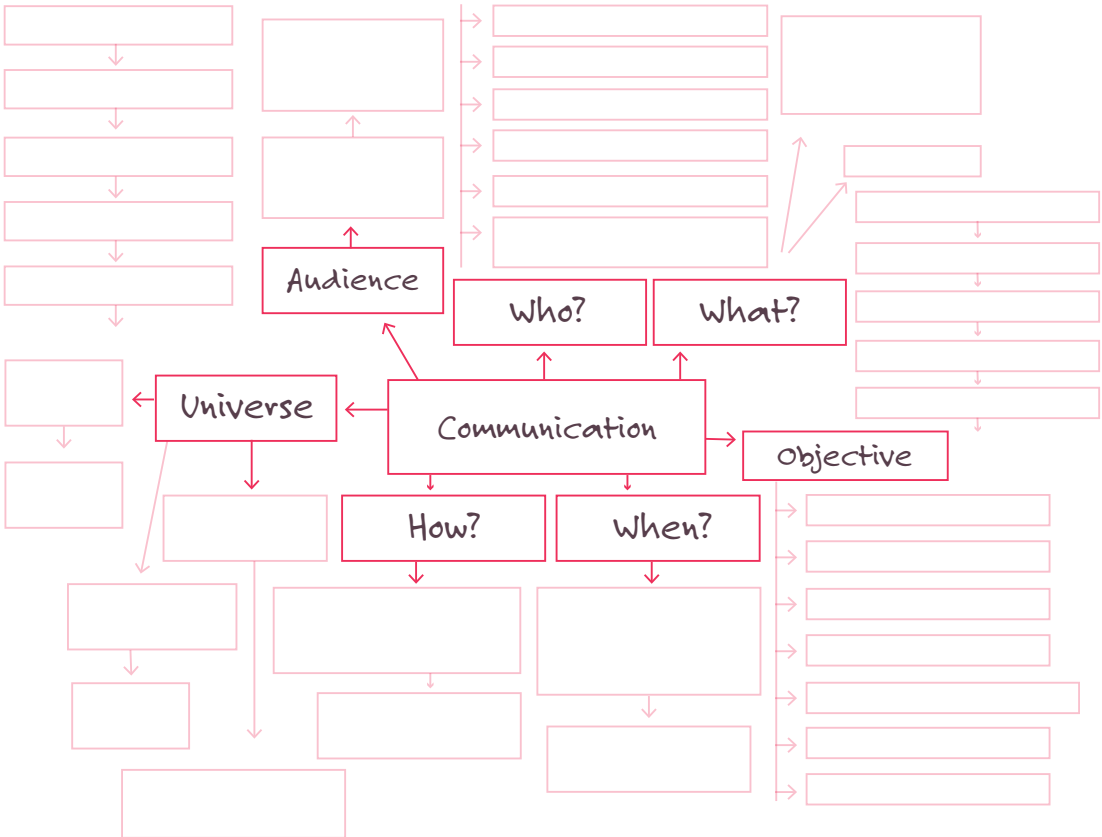 Audience
Who?
What?
Universe
Communication
Objective
How?
When?